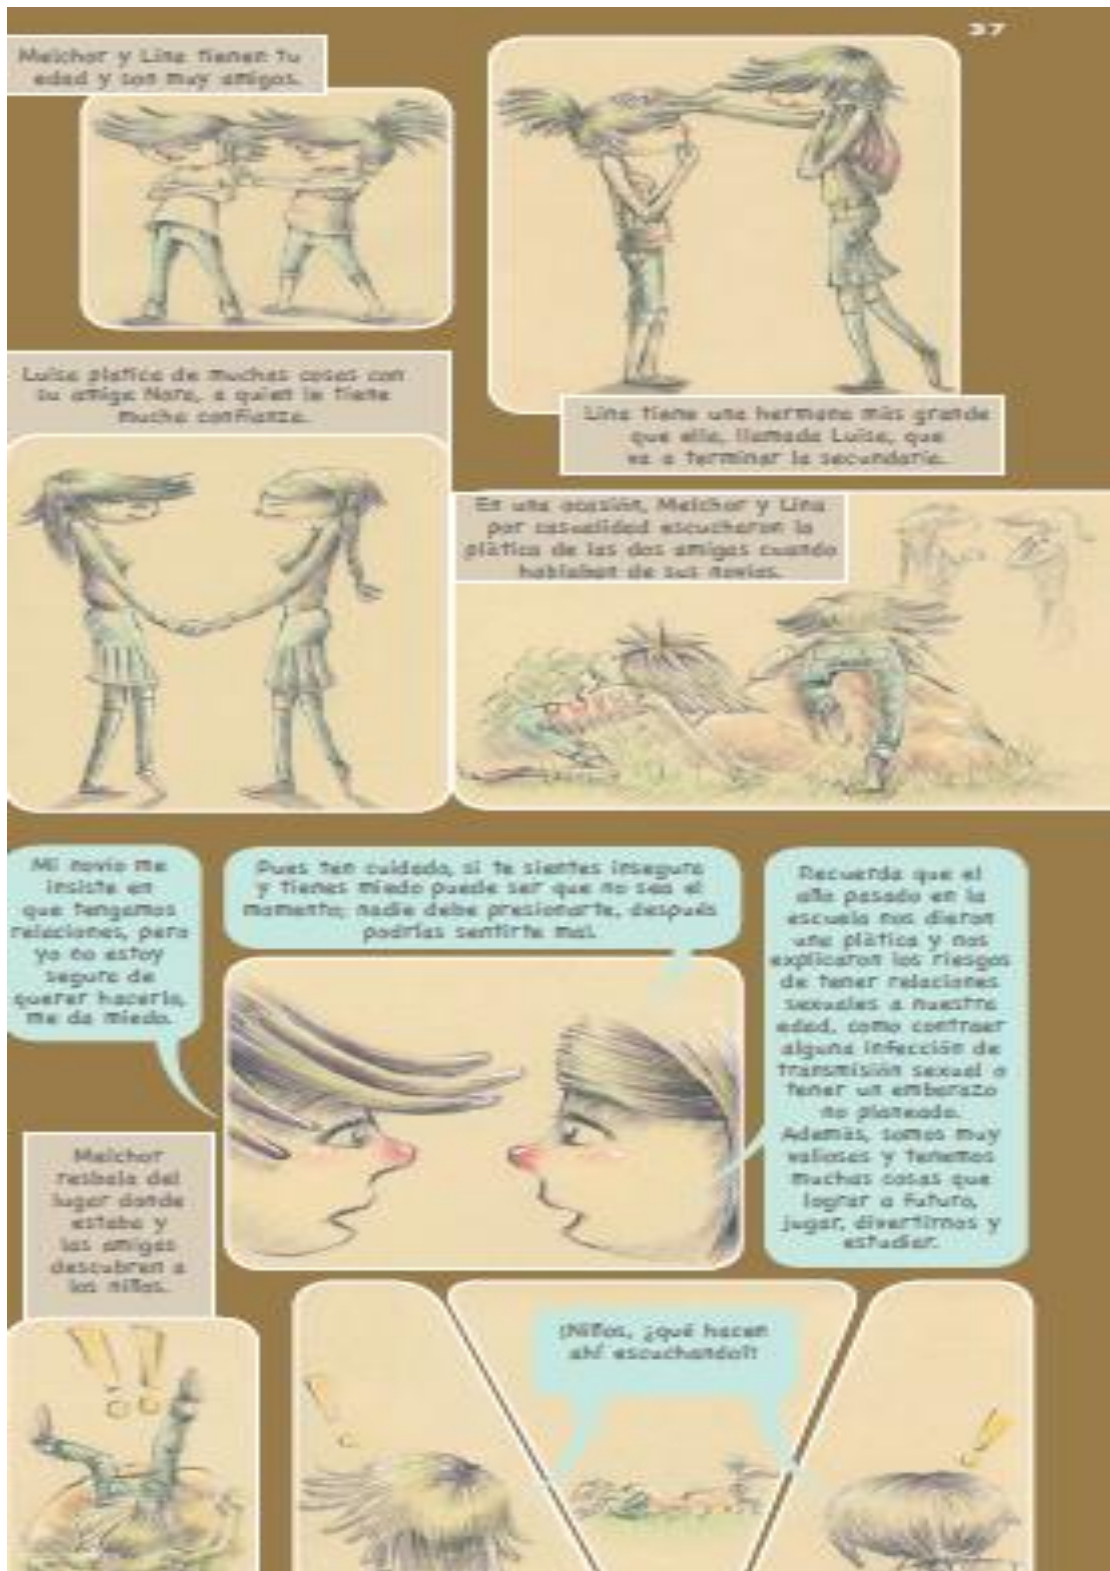 37
Melchor y Lina tienen tu
edad y son muy amigos.
Lina tiene una hermana más grande
que ella, llamada Luisa, que
va a terminar la secundaria.
Luisa platica de muchas cosas con
su amiga Nora, a quien le tiene
mucha confianza.
En una ocasión, Melchor y Lina
por casualidad escucharon la
plática de las dos amigas cuando
hablaban de sus novios.
Mi novio me
insiste en
que tengamos
relaciones, pero
yo no estoy
segura de
querer hacerlo,
me da miedo.
Pues ten cuidado, si te sientes insegura
y tienes miedo puede ser que no sea el
momento; nadie debe presionarte, después
podrías sentirte mal.
Recuerda que el
año pasado en la
escuela nos dieron
una plática y nos
explicaron los riesgos
de tener relaciones
sexuales a nuestra
edad, como contraer
alguna infección de
transmisión sexual o
tener un embarazo
no planeado.
Además, somos muy
valiosas y tenemos
muchas cosas que
lograr a futuro,
jugar, divertirnos y
estudiar.
Melchor
resbala del
lugar donde
estaba y
las amigas
descubren a
los niños.
¡Niños, ¿qué hacen
ahí escuchando?!